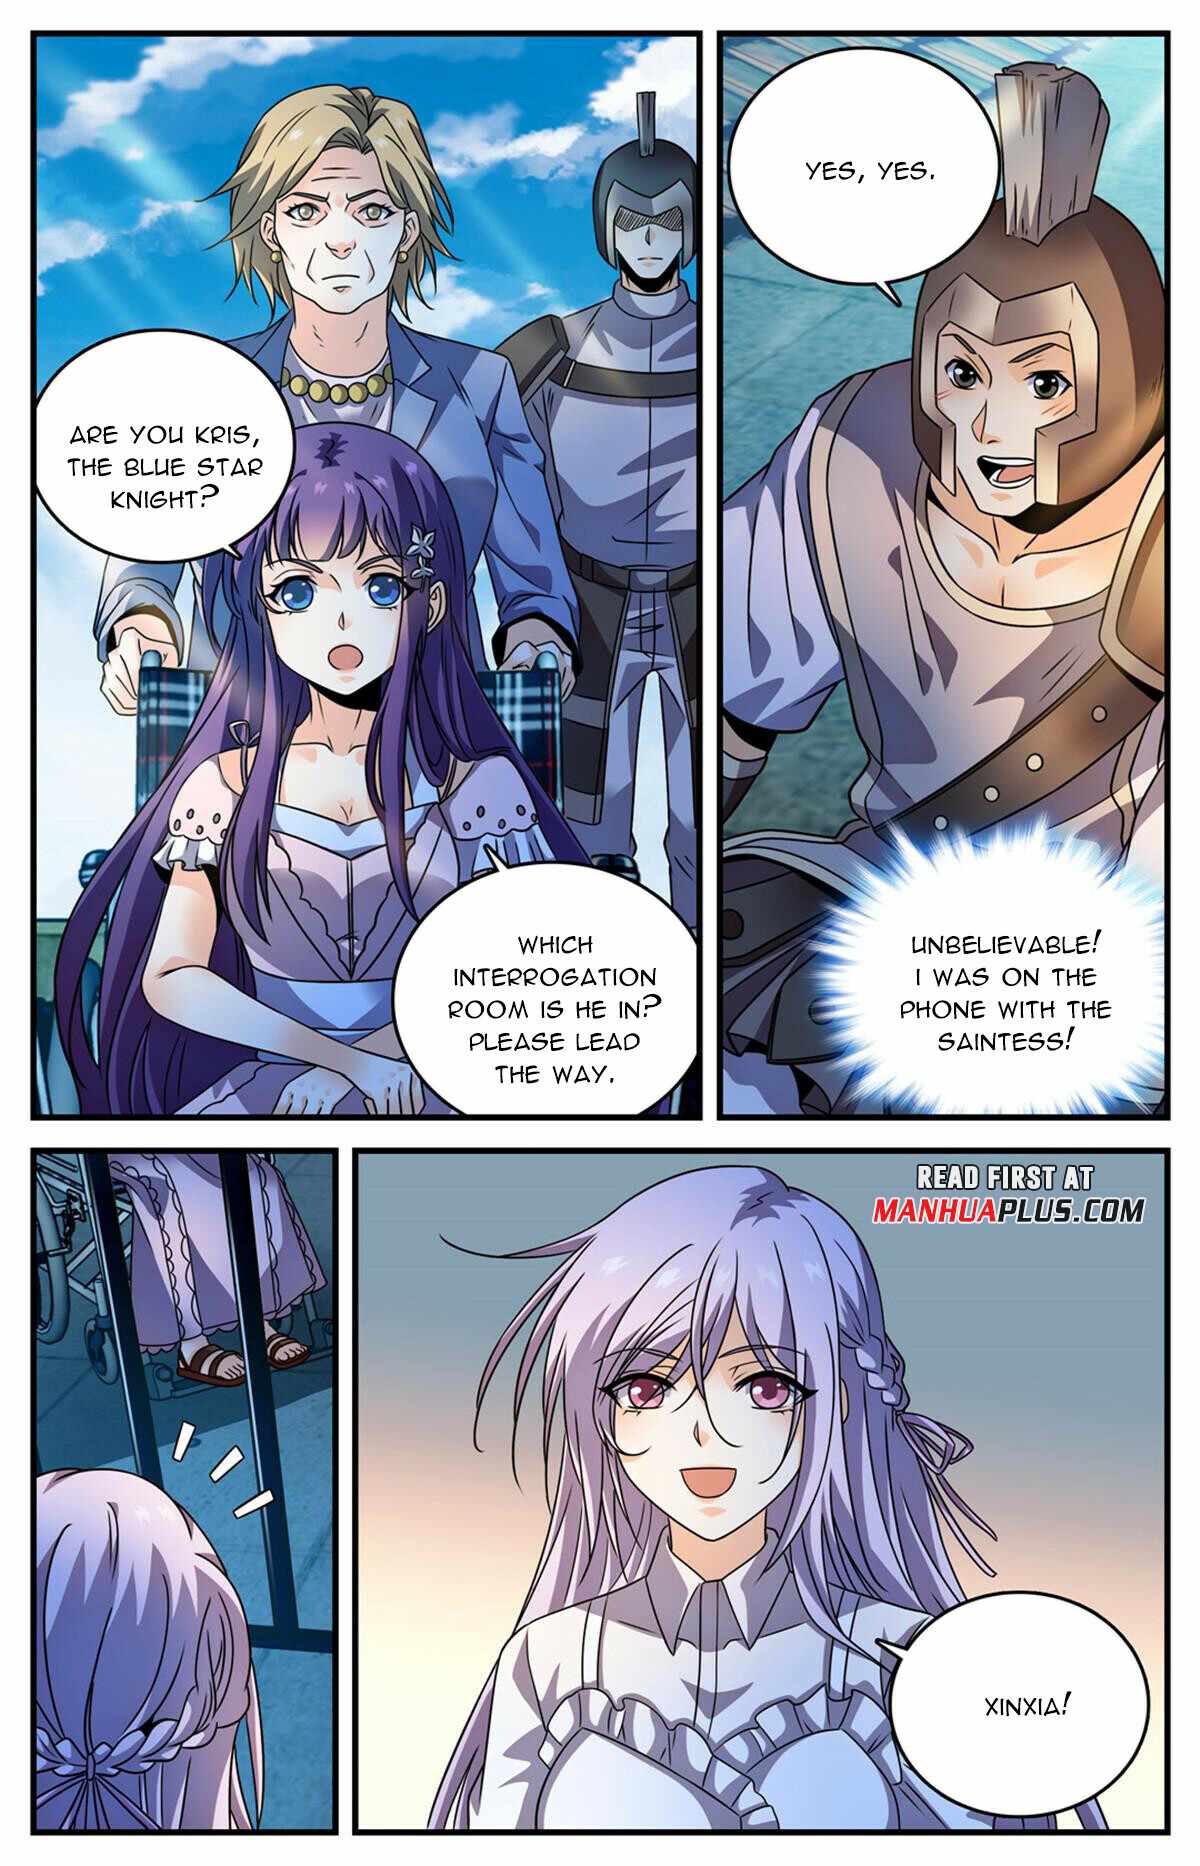 ARE YOU KRIS,
THE BLUE STAR
KNIGHT?
WHICH
INTERROGATION
ROOM IS HE IN?
PLEASE LEAD
THE WAY.
YES, YES.
UNBELIEVABLE!
I WAS ON THE
PHONE WITH THE
SAINTESS!
READ FIRST AT
MANHUAPLUS.COM
XINXIA!